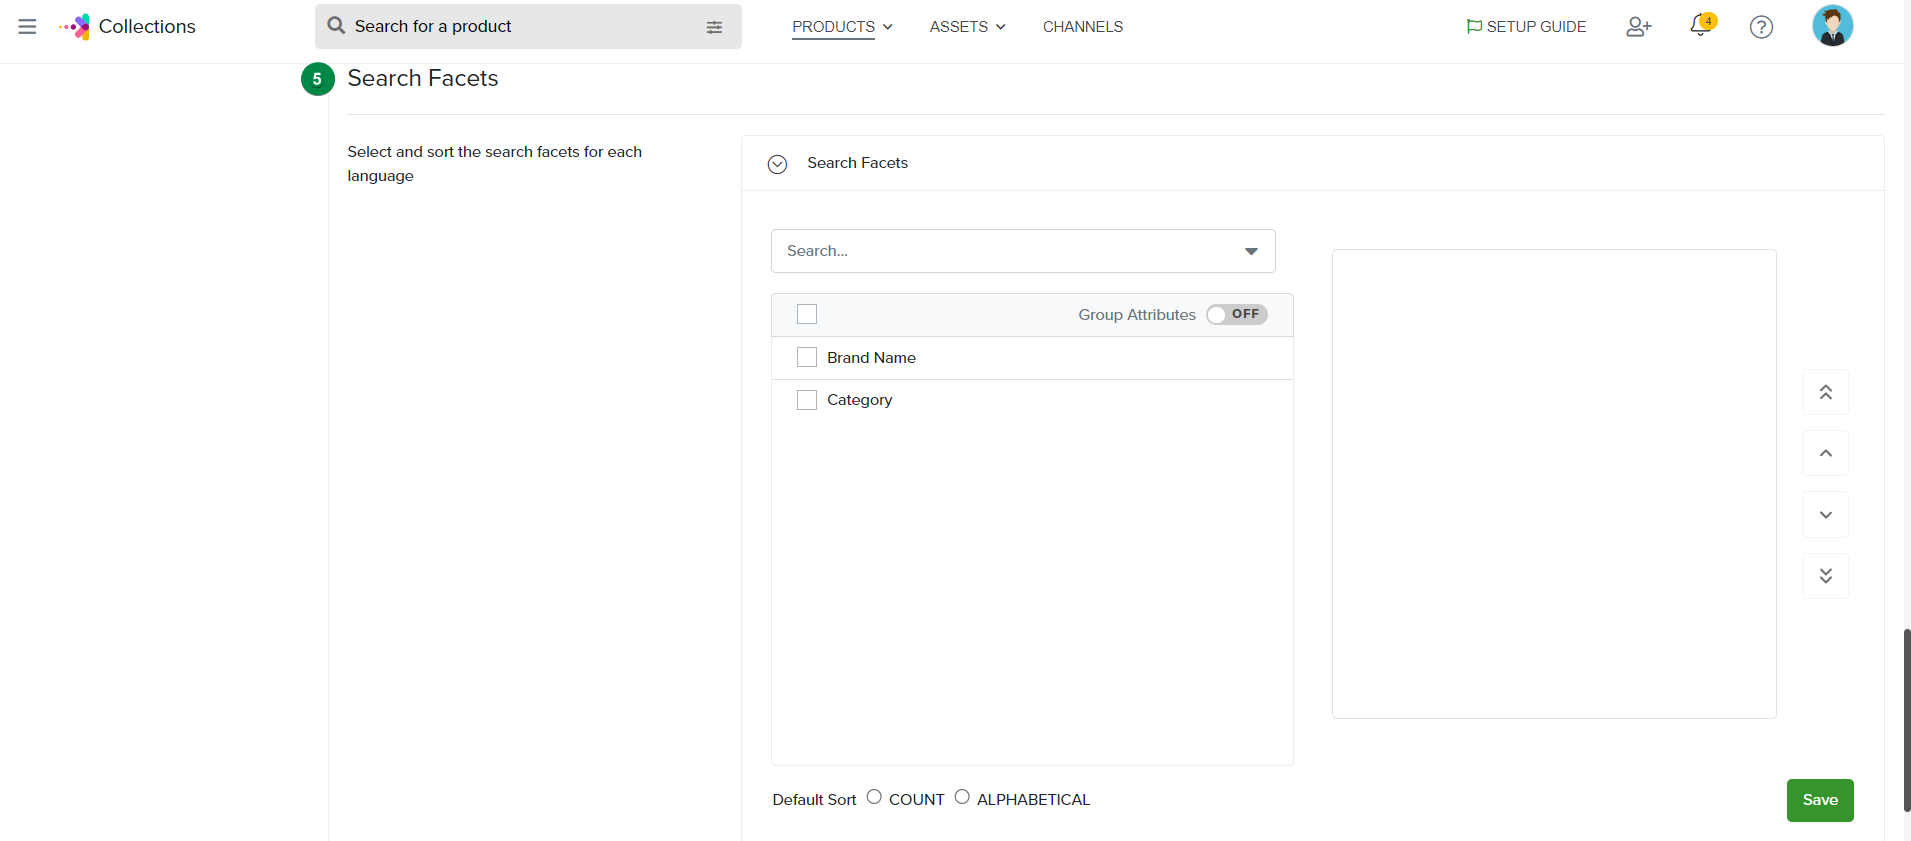 Collections
Search for a product
PRODUCTS
ASSETS
CHANNELS
SETUP GUIDE
4
5
Search Facets
Select and sort the search facets for each
language
Search Facets
Search...
Group Attributes OFF
Brand Name
Category
Default Sort COUNT ALPHABETICAL
Save